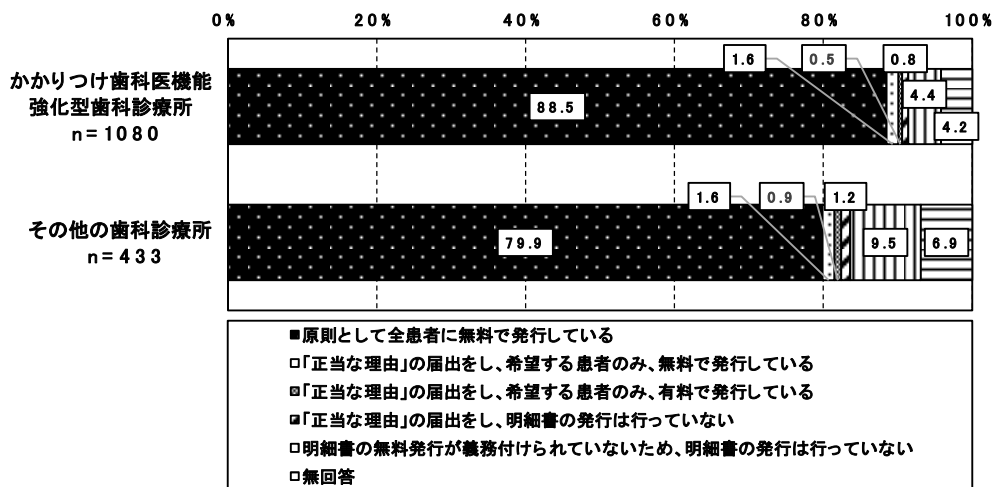 0% 20% 40% 60% 80% 100%
1.6 0.5 0.8
かかりつけ歯科医機能
強化型歯科診療所
n=1080
88.5 4.4 4.2
1.6 0.9 1.2
その他の歯科診療所
n=433
79.9 9.5 6.9
■原則として全患者に無料で発行している
□「正当な理由」の届出をし、希望する患者のみ、無料で発行している
「正当な理由」の届出をし、希望する患者のみ、有料で発行している
「正当な理由」の届出をし、明細書の発行は行っていない
□明細書の無料発行が義務付けられていないため、明細書の発行は行っていない
□無回答